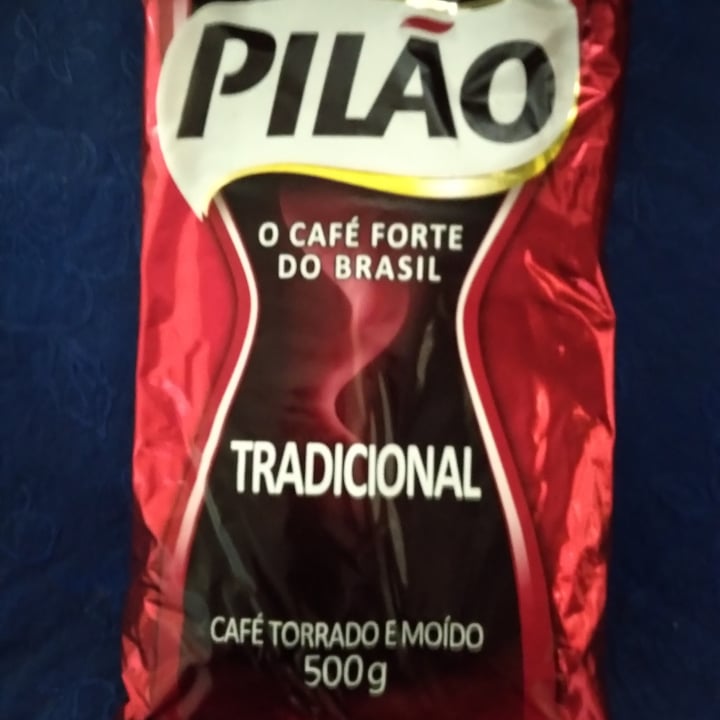 PILÃO
O CAFÉ FORTE
DO BRASIL
TRADICIONAL
CAFÉ TORRADO E MOÍDO
500g